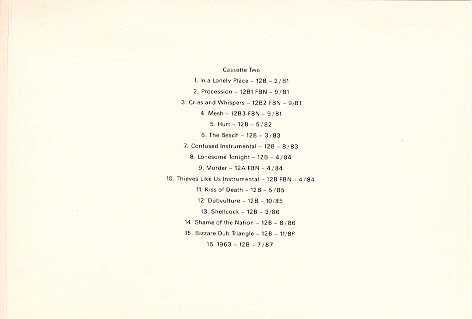 Cassette Two
1. In a Lonely Place – 12B – 2/81
2. Procession – 12B1 FBN – 9/81
3. Cries and Whispers – 12B2 FBN – 9/81
4. Mesh – 12B3 FBN – 9/81
5. Hurt – 12B – 5/82
6. The Beach – 12B – 3/83
7. Confused Instrumental – 12B – 8/83
8. Lonesome Tonight – 12B – 4/84
9. Murder – 12A FBN – 4/84
10. Thieves Like Us Instrumental – 12B FBN – 4/84
11. Kiss of Death – 12B – 5/85
12. Dubvulture – 12B – 10/85
13. Shellcock – 12B – 3/86
14. Shame of the Nation – 12B – 8/86
15. Bizzare Dub Triangle – 12B – 11/86
16. 1963 – 12B – 7/87